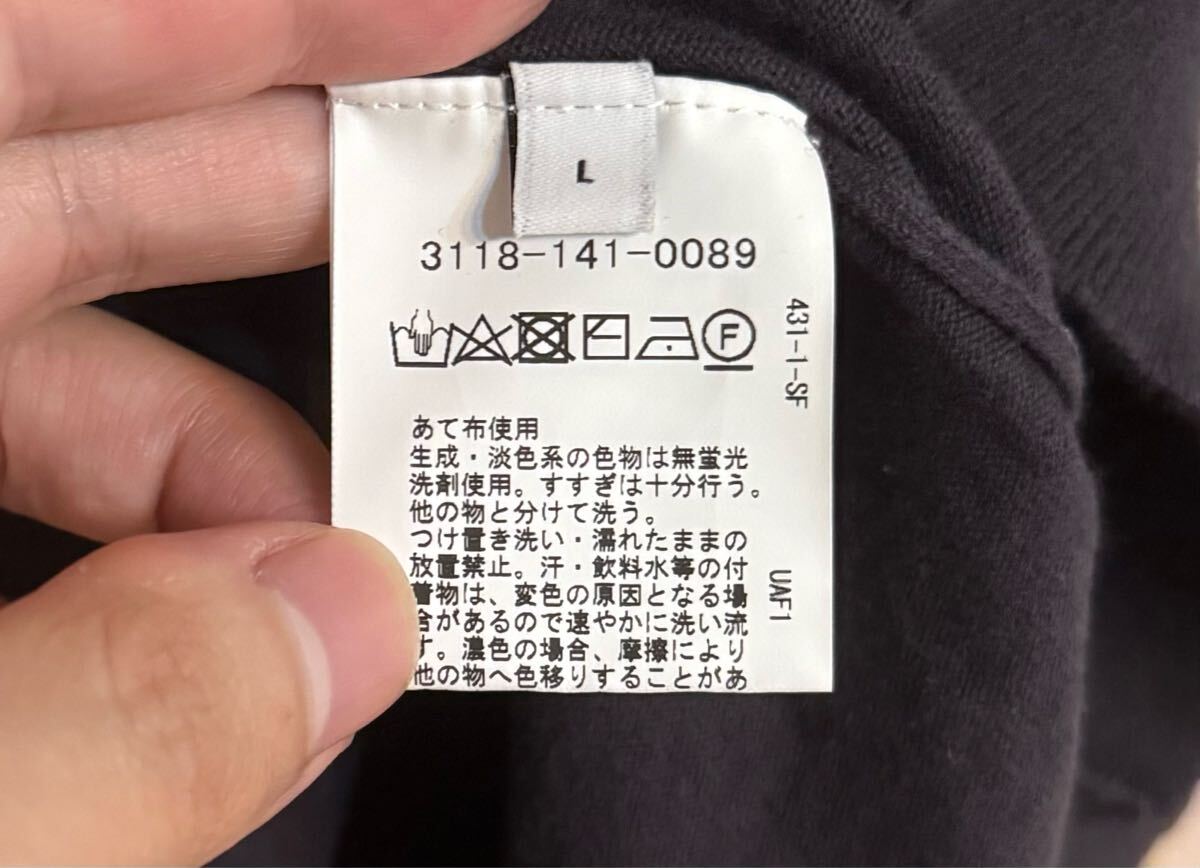 L
3118-141-0089
F
431-1-SF
あて布使用
生成・淡色系の色物は無蛍光
洗剤使用。すすぎは十分行う。
他の物と分けて洗う。
つけ置き洗い・濡れたままの
放置禁止。汗・飲料水等の付
着物は、変色の原因となる場
合があるので速やかに洗い流
す。濃色の場合、摩擦により
他の物へ色移りすることがあ
UAF1